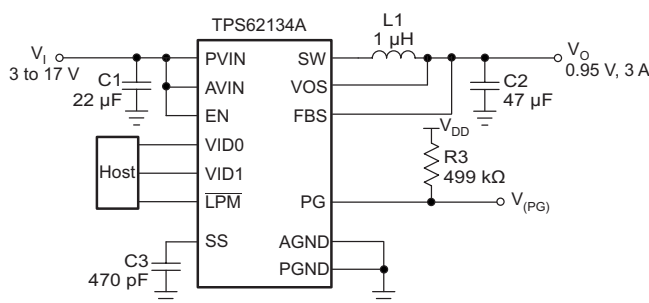 TPS62134A
V_I
3 to 17 V
C1
22 µF
PVIN
AVIN
EN
VID0
VID1
LPM
SS
Host
C3
470 pF
SW
VOS
FBS
PG
AGND
PGND
L1
1 µH
V_O
0.95 V, 3 A
C2
47 µF
V_DD
R3
499 kΩ
V_(PG)